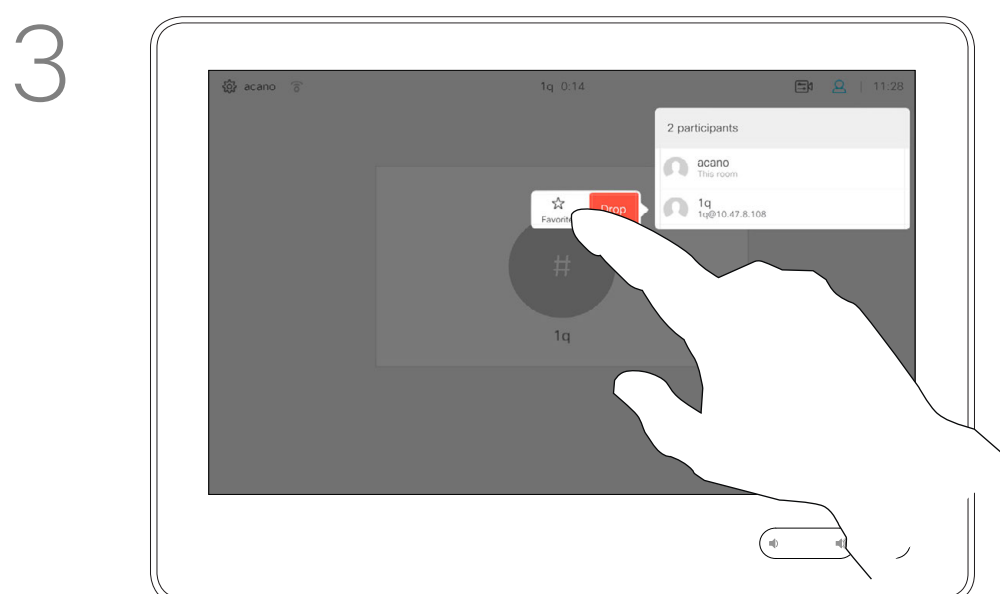 3
acano
1q 0:14
11:28
2 participants
acano
This room
Favorite
Drop
1q
1q@10.47.8.108
#
1q